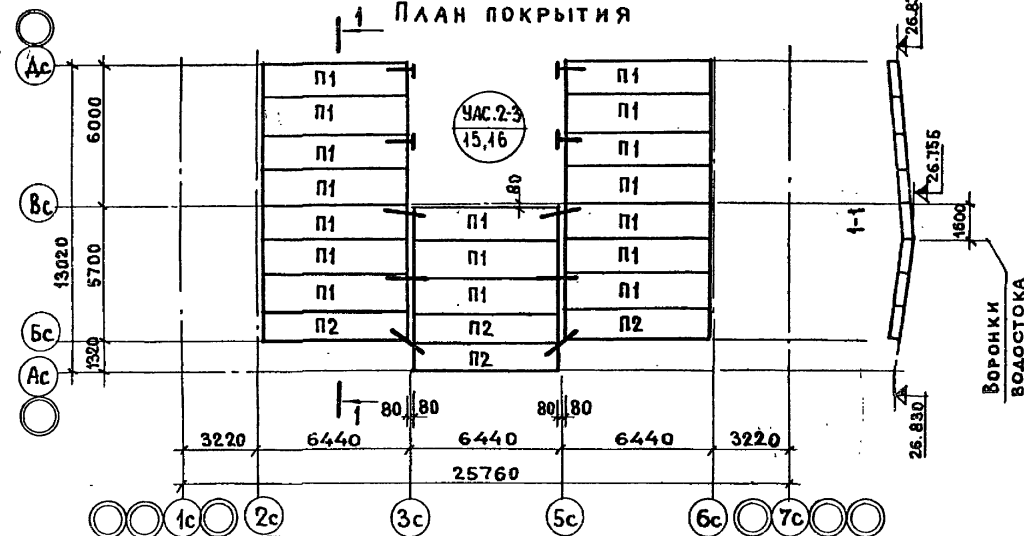 План покрытия
1
26.8
Дс
П1 П1
П1 П1
УАС.2-3
15,16
П1 П1
П1 П1
6000
80
26.755
Вс
П1 П1 П1
1-1
1600
П1 П1 П1
13020
5700
П1 П1 П1
П2 П2 П2
Бс
П2
1320
Ас
Воронки
водостока
1
80 80 80 80
26.830
3220 6440 6440 6440 3220
25760
1с 2с 3с 5с 6с 7с